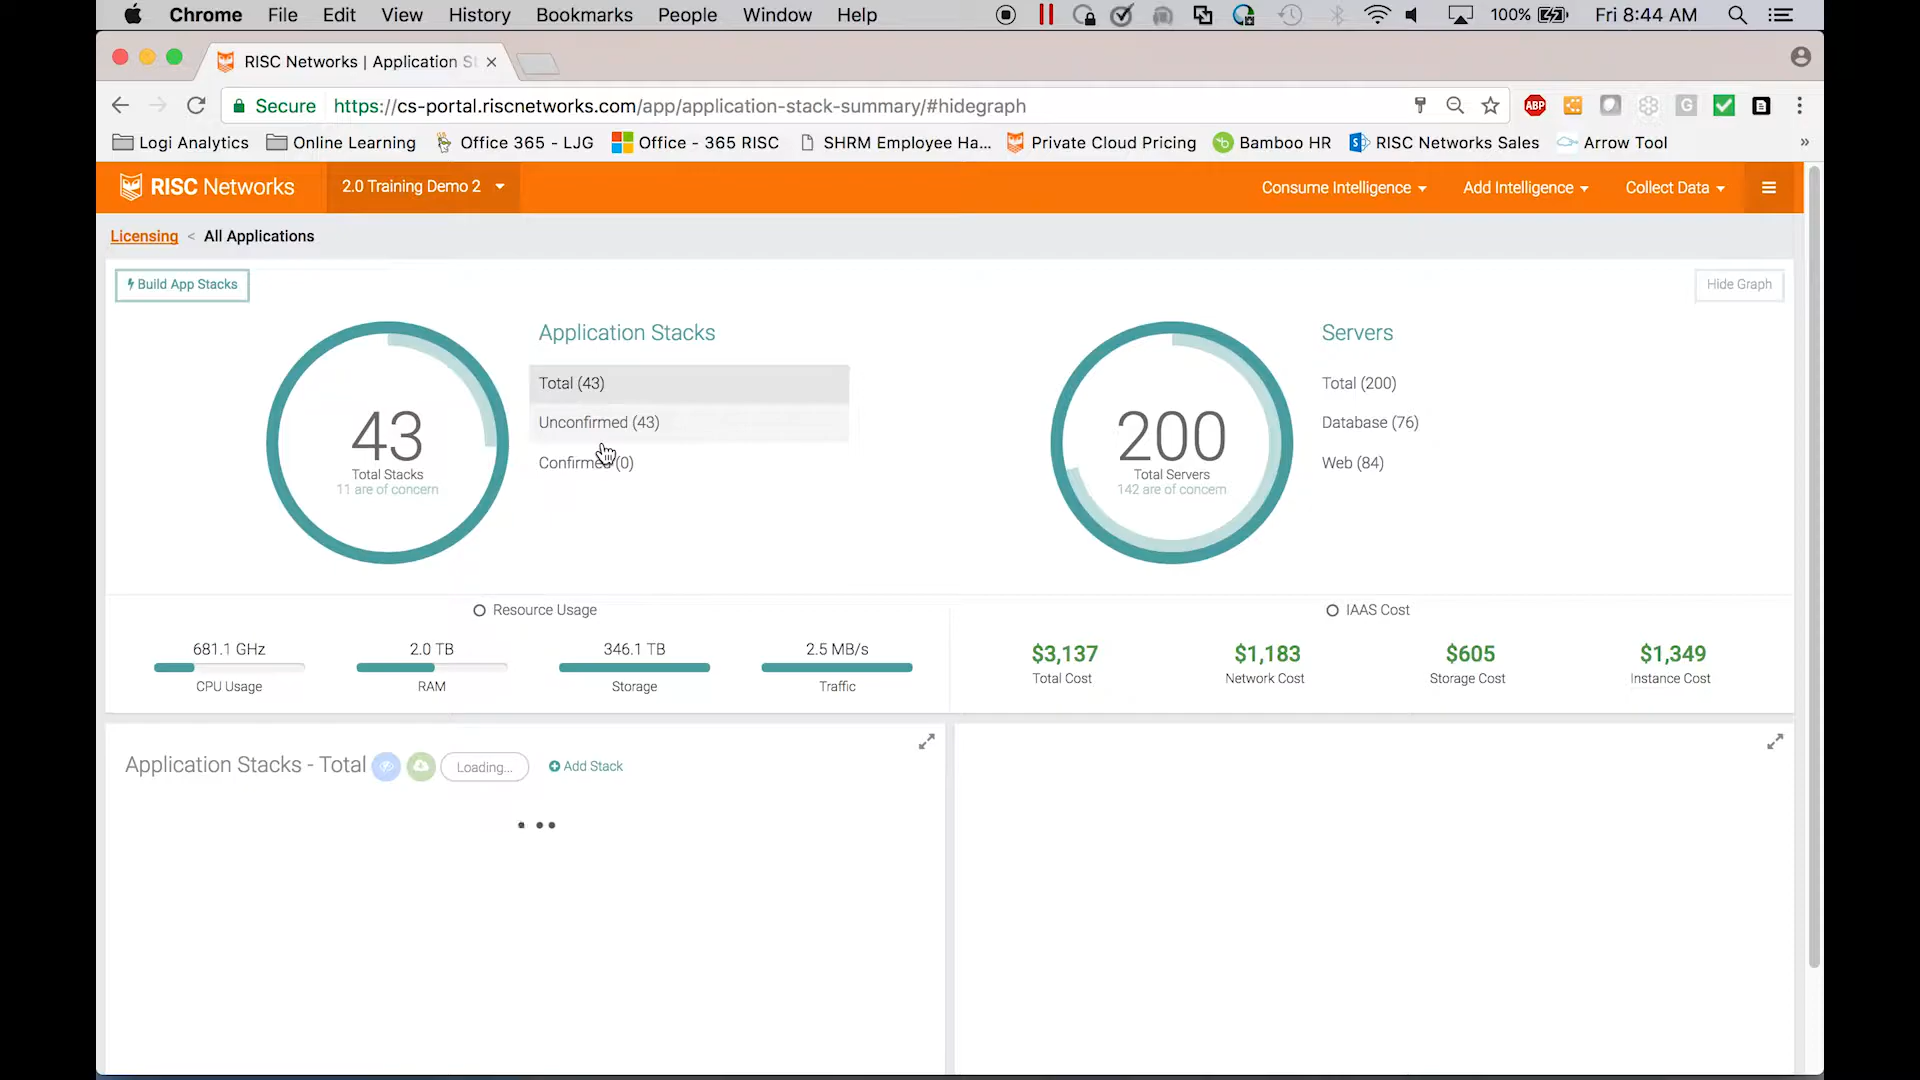 Chrome File Edit View History Bookmarks People Window Help 100% Fri 8:44 AM
RISC Networks | Application St
Secure https://cs-portal.riscnetworks.com/app/application-stack-summary/#hidegraph ABP G
Logi Analytics Online Learning Office 365 - LJG Office - 365 RISC SHRM Employee Ha... Private Cloud Pricing Bamboo HR RISC Networks Sales Arrow Tool »
RISC Networks 2.0 Training Demo 2 Consume Intelligence Add Intelligence Collect Data
Licensing < All Applications
Build App Stacks Hide Graph
Application Stacks
Total (43)
Unconfirmed (43)
Confirmed (0)
43
Total Stacks
11 are of concern
Servers
Total (200)
Database (76)
Web (84)
200
Total Servers
142 are of concern
Resource Usage
681.1 GHz 2.0 TB 346.1 TB 2.5 MB/s
CPU Usage RAM Storage Traffic
IAAS Cost
$3,137 $1,183 $605 $1,349
Total Cost Network Cost Storage Cost Instance Cost
Application Stacks - Total Loading... Add Stack